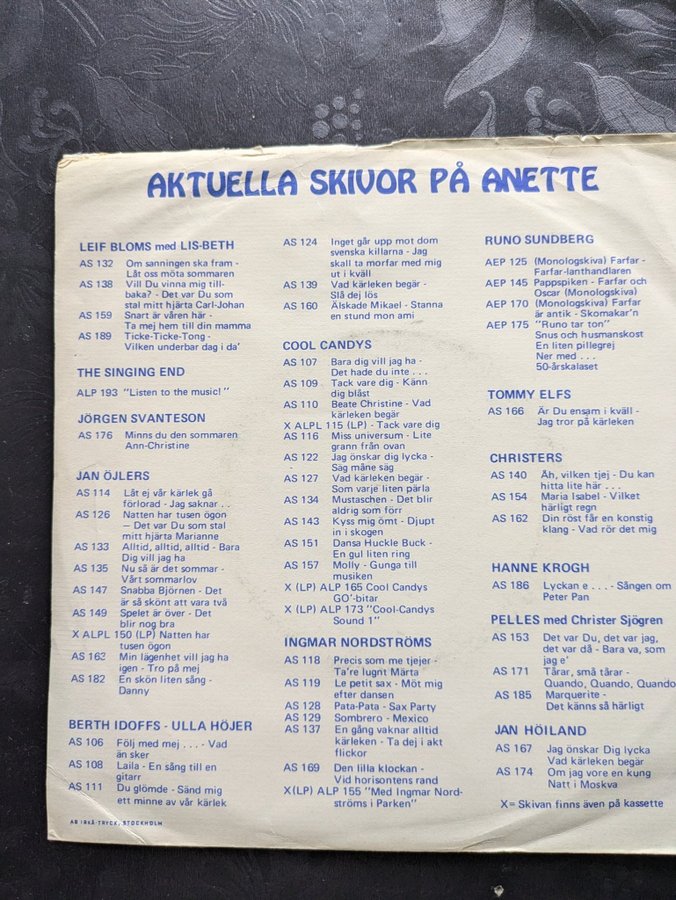 AKTUELLA SKIVOR PÅ ANETTE
LEIF BLOMS med LIS-BETH
AS 132 Om sanningen ska fram -
Låt oss möta sommaren
AS 138 Vill Du vinna mig till-
baka? - Det var Du som
stal mitt hjärta Carl-Johan
AS 159 Snart är våren här -
Ta mej hem till din mamma
AS 189 Ticke-Ticke-Tong -
Vilken underbar dag i da'
THE SINGING END
ALP 193 "Listen to the music!"
JÖRGEN SVANTESON
AS 176 Minns du den sommaren
Ann-Christine
JAN ÖJLERS
AS 114 Låt ej vår kärlek gå
förlorad - Jag saknar . .
AS 126 Natten har tusen ögon
– Det var Du som stal
mitt hjärta Marianne
AS 133 Alltid, alltid, alltid - Bara
Dig vill jag ha
AS 135 Nu så är det sommar -
Vårt sommarlov
AS 147 Snabba Björnen - Det
är så skönt att vara två
AS 149 Spelet är över - Det
blir nog bra
X ALPL 150 (LP) Natten har
tusen ögon
AS 163 Min lägenhet vill jag ha
igen - Tro på mej
AS 182 En skön liten sång -
Danny
BERTH IDOFFS - ULLA HÖJER
AS 106 Följ med mej . . . - Vad
än sker
AS 108 Laila - En sång till en
gitarr
AS 111 Du glömde - Sänd mig
ett minne av vår kärlek
AB IRKÅ-TRYCK, STOCKHOLM
AS 124 Inget går upp mot dom
svenska killarna - Jag
skall ta morfar med mig
ut i kväll
AS 139 Vad kärleken begär -
Slå dej lös
AS 160 Älskade Mikael - Stanna
en stund mon ami
COOL CANDYS
AS 107 Bara dig vill jag ha -
Det hade du inte . . .
AS 109 Tack vare dig - Känn
dig blåst
AS 110 Beate Christine - Vad
kärleken begär
X ALPL 115 (LP) - Tack vare dig
AS 116 Miss universum - Lite
grann från ovan
AS 122 Jag önskar dig lycka -
Säg måne säg
AS 127 Vad kärleken begär -
Som varje liten pärla
AS 134 Mustaschen - Det blir
aldrig som förr
AS 143 Kyss mig ömt - Djupt
in i skogen
AS 151 Dansa Huckle Buck -
En gul liten ring
AS 157 Molly - Gunga till
musiken
X (LP) ALP 165 Cool Candys
GO'-bitar
X (LP) ALP 173 "Cool-Candys
Sound 1"
INGMAR NORDSTRÖMS
AS 118 Precis som me tjejer -
Ta're lugnt Märta
AS 119 Le petit sax - Möt mig
efter dansen
AS 128 Pata-Pata - Sax Party
AS 129 Sombrero - Mexico
AS 137 En gång vaknar alltid
kärleken - Ta dej i akt
flickor
AS 169 Den lilla klockan -
Vid horisontens rand
X(LP) ALP 155 "Med Ingmar Nord-
ströms i Parken"
RUNO SUNDBERG
AEP 125 (Monologskiva) Farfar -
Farfar-lanthandlaren
AEP 145 Pappspiken - Farfar och
Oscar (Monologskiva)
AEP 170 (Monologskiva) Farfar
är antik - Skomakar'n
AEP 175 "Runo tar ton"
Snus och husmanskost
En liten pillegrej
Ner med . . .
50-årskalaset
TOMMY ELFS
AS 166 Är Du ensam i kväll -
Jag tror på kärleken
CHRISTERS
AS 140 Åh, vilken tjej - Du kan
hitta lite här . . .
AS 154 Maria Isabel - Vilket
härligt regn
AS 162 Din röst får en konstig
klang - Vad rör det mig
HANNE KROGH
AS 186 Lyckan e . . . - Sången om
Peter Pan
PELLES med Christer Sjögren
AS 153 Det var Du, det var jag,
det var då - Bara va, som
jag e'
AS 171 Tårar, små tårar -
Quando, Quando, Quando
AS 185 Marquerite -
Det känns så härligt
JAN HÖILAND
AS 167 Jag önskar Dig lycka
Vad kärleken begär
AS 174 Om jag vore en kung
Natt i Moskva
X= Skivan finns även på kassette